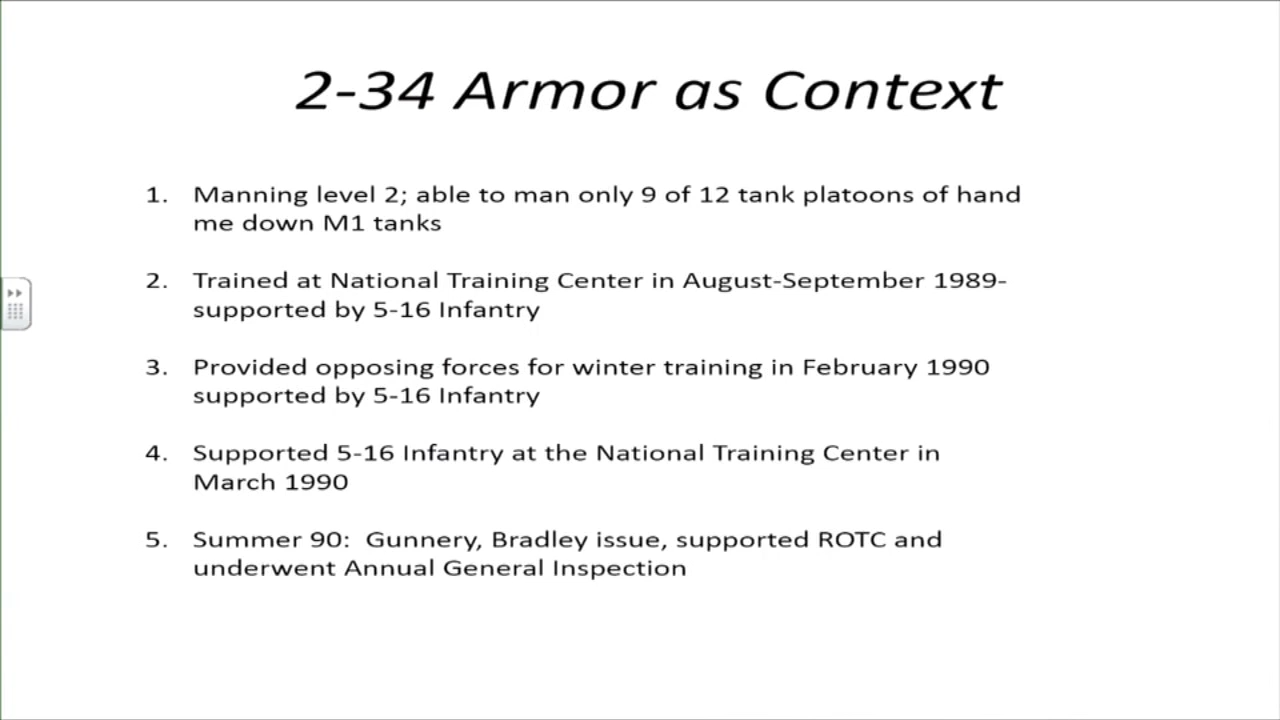 2-34 Armor as Context
1. Manning level 2; able to man only 9 of 12 tank platoons of hand
me down M1 tanks
2. Trained at National Training Center in August-September 1989-
supported by 5-16 Infantry
3. Provided opposing forces for winter training in February 1990
supported by 5-16 Infantry
4. Supported 5-16 Infantry at the National Training Center in
March 1990
5. Summer 90:  Gunnery, Bradley issue, supported ROTC and
underwent Annual General Inspection